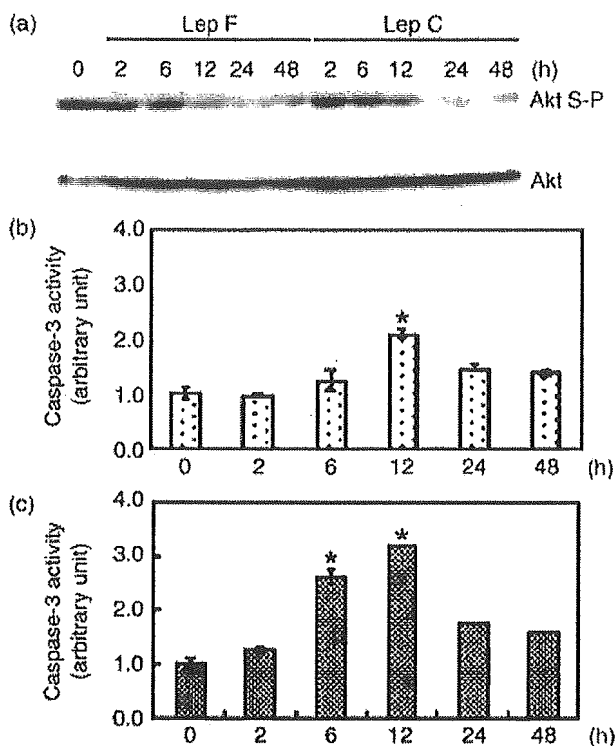 (a) Lep F Lep C
0 2 6 12 24 48 2 6 12 24 48 (h)
Akt S-P
Akt
(b)
4.0
3.0
2.0
1.0
0.0
Caspase-3 activity
(arbitrary unit)
*
0 2 6 12 24 48 (h)
(c)
4.0
3.0
2.0
1.0
0.0
Caspase-3 activity
(arbitrary unit)
* *
0 2 6 12 24 48 (h)